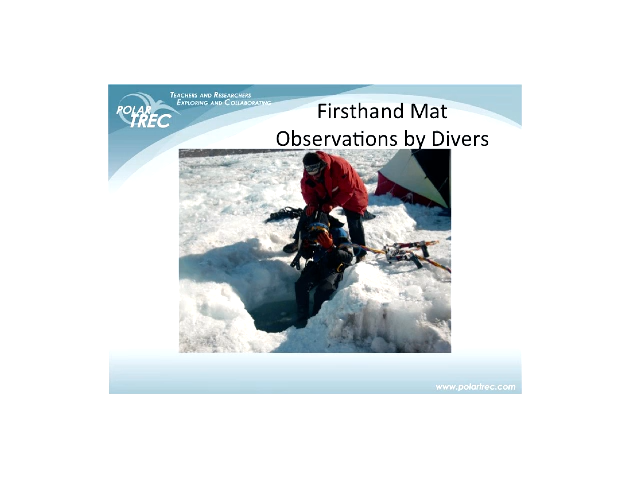 POLAR
TREC
TEACHERS AND RESEARCHERS
EXPLORING AND COLLABORATING
Firsthand Mat
Observations by Divers
www.polartrec.com